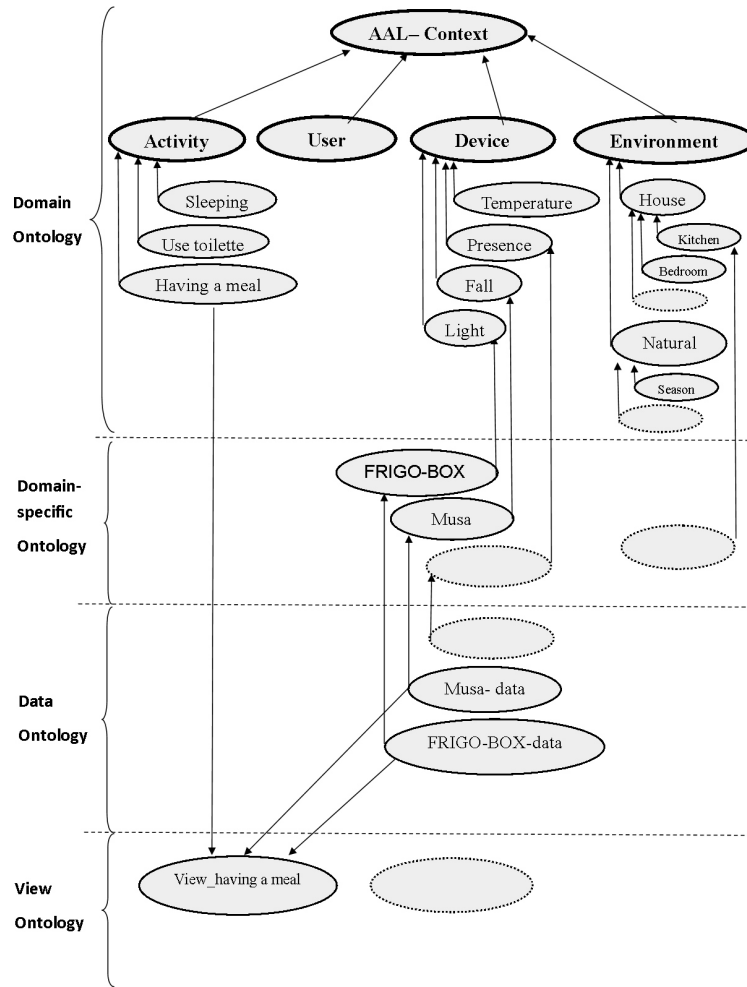 AAL– Context
Activity
User
Device
Environment
Sleeping
Use toilette
Having a meal
Temperature
Presence
Fall
Light
House
Kitchen
Bedroom
Natural
Season
Domain
Ontology
FRIGO-BOX
Musa
Domain-
specific
Ontology
Musa- data
FRIGO-BOX-data
Data
Ontology
View_having a meal
View
Ontology